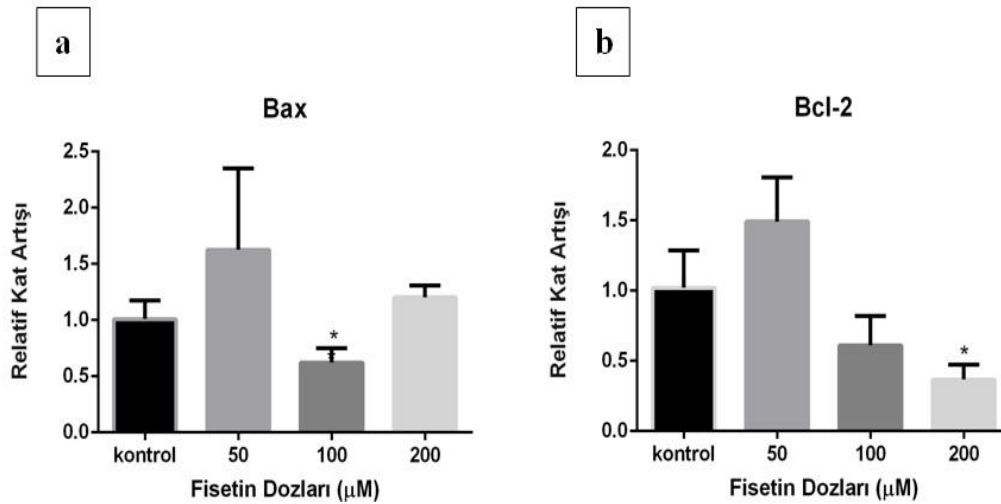 a
Bax
Relatif Kat Artışı
2.5
2.0
1.5
1.0
0.5
0.0
*
*
kontrol 50 100 200
Fisetin Dozları (µM)
b
Bcl-2
Relatif Kat Artışı
2.0
1.5
1.0
0.5
0.0
*
kontrol 50 100 200
Fisetin Dozları (µM)